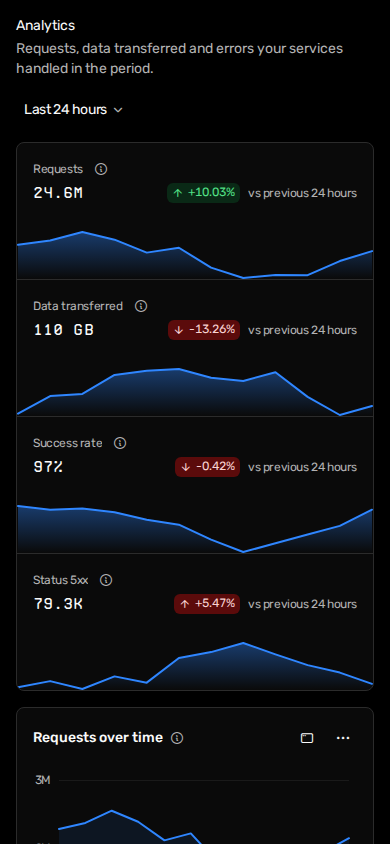 Analytics
Requests, data transferred and errors your services
handled in the period.
Last 24 hours
Requests
24.6M
+10.03% vs previous 24 hours
Data transferred
110 GB
-13.26% vs previous 24 hours
Success rate
97%
-0.42% vs previous 24 hours
Status 5xx
79.3K
+5.47% vs previous 24 hours
Requests over time
3M